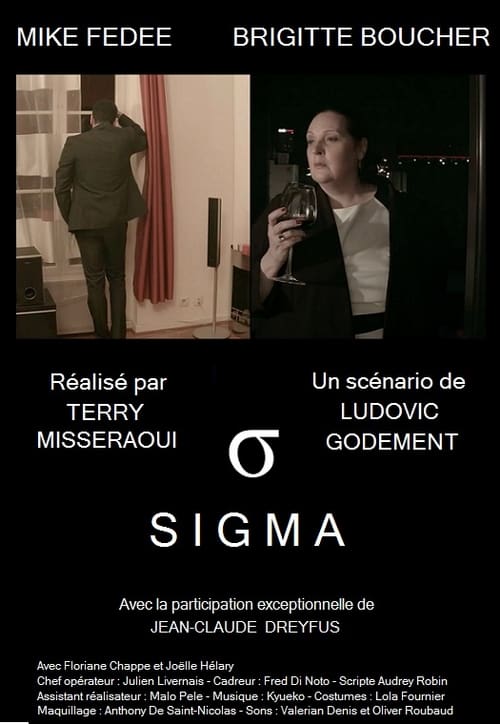 MIKE FEDEE
BRIGITTE BOUCHER
Réalisé par
TERRY
MISSERAOUI
Un scénario de
LUDOVIC
GODEMENT
σ
SIGMA
Avec la participation exceptionnelle de
JEAN-CLAUDE DREYFUS
Avec Floriane Chappe et Joëlle Hélary
Chef opérateur : Julien Livernais - Cadreur : Fred Di Noto - Scripte Audrey Robin
Assistant réalisateur : Malo Pele - Musique : Kyueko - Costumes : Lola Fournier
Maquillage : Anthony De Saint-Nicolas - Sons : Valerian Denis et Oliver Roubaud